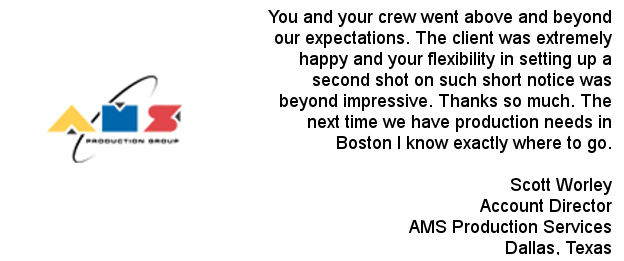 You and your crew went above and beyond
our expectations. The client was extremely
happy and your flexibility in setting up a
second shot on such short notice was
beyond impressive. Thanks so much. The
next time we have production needs in
Boston I know exactly where to go.
AMS
PRODUCTION GROUP
Scott Worley
Account Director
AMS Production Services
Dallas, Texas